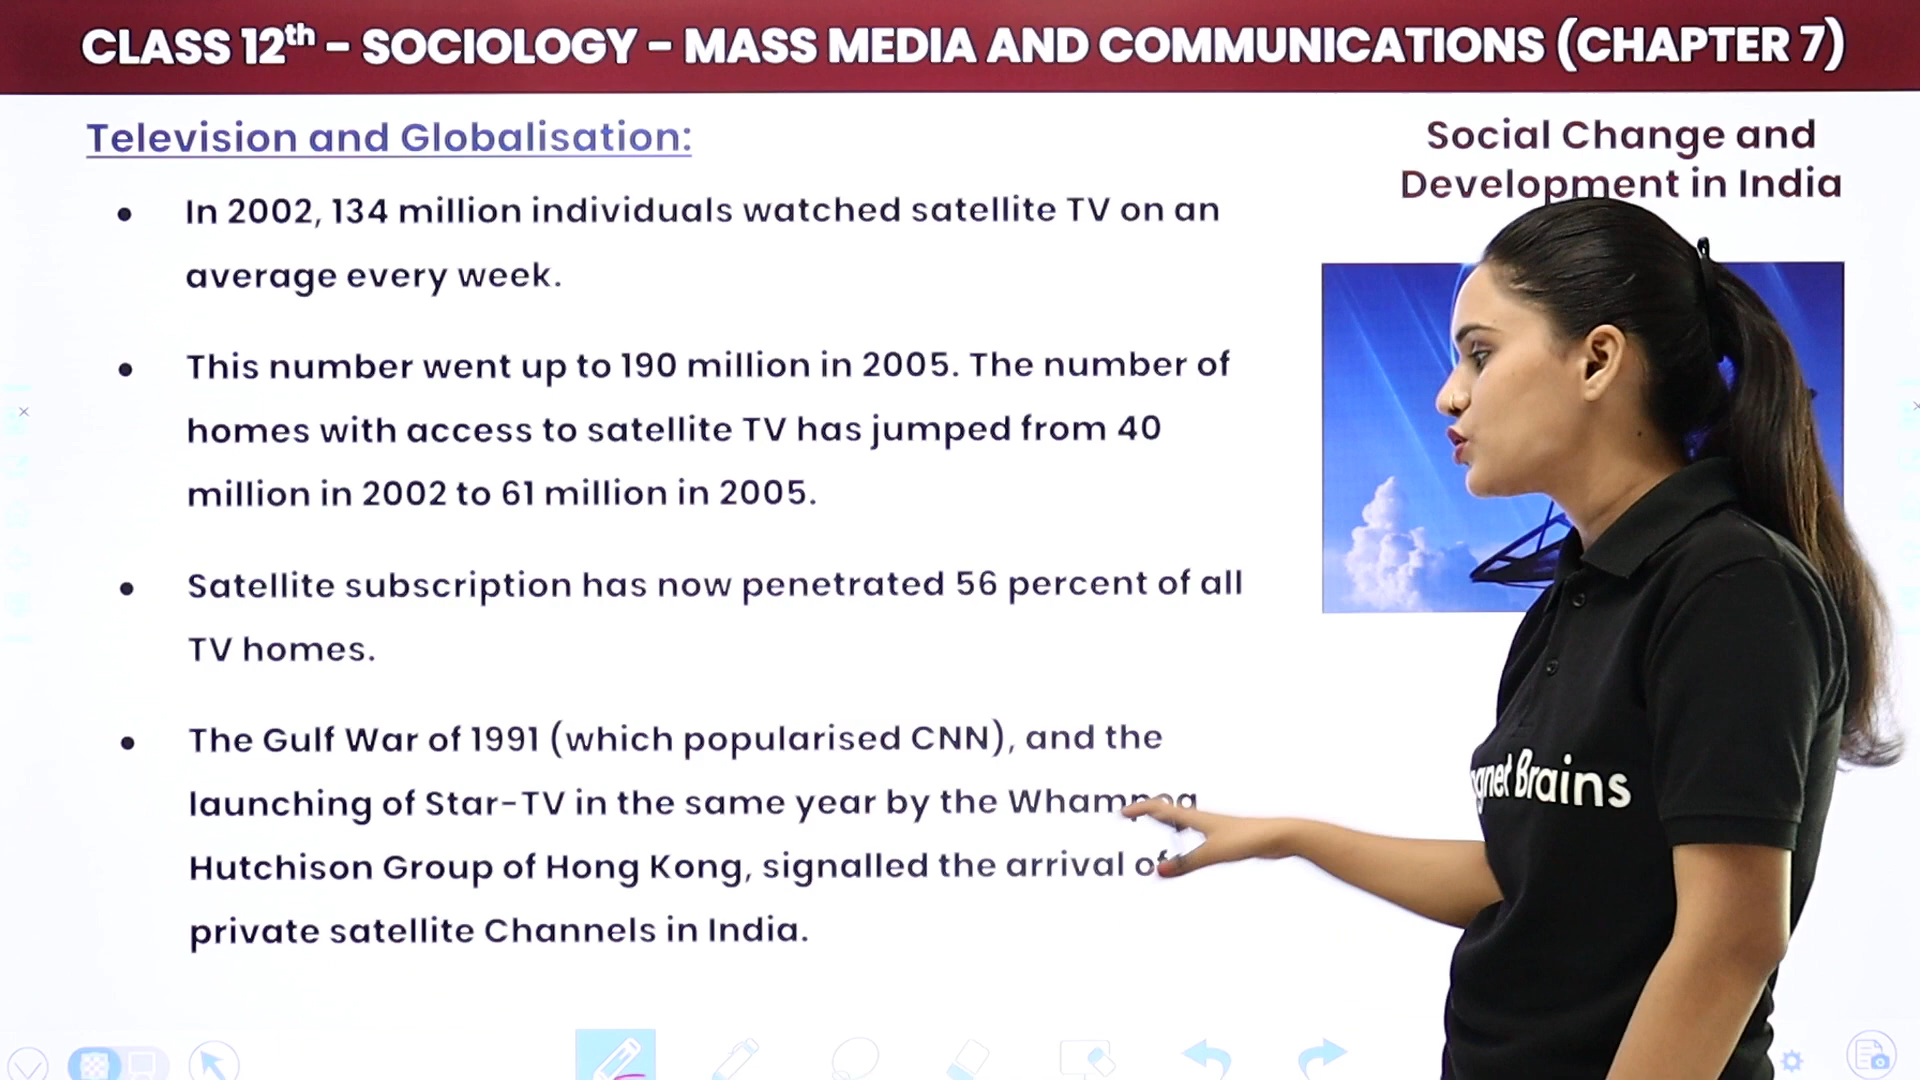 CLASS 12th - SOCIOLOGY - MASS MEDIA AND COMMUNICATIONS (CHAPTER 7)
Television and Globalisation:
Social Change and
Development in India
• In 2002, 134 million individuals watched satellite TV on an
average every week.
• This number went up to 190 million in 2005. The number of
homes with access to satellite TV has jumped from 40
million in 2002 to 61 million in 2005.
• Satellite subscription has now penetrated 56 percent of all
TV homes.
• The Gulf War of 1991 (which popularised CNN), and the
launching of Star-TV in the same year by the
Hutchison Group of Hong Kong, signalled the arrival of
private satellite Channels in India.
Brains